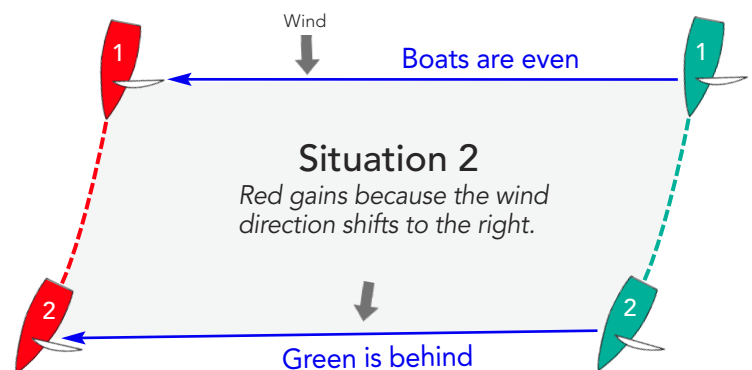 Wind
1
1
Boats are even
Situation 2
Red gains because the wind
direction shifts to the right.
2
2
Green is behind